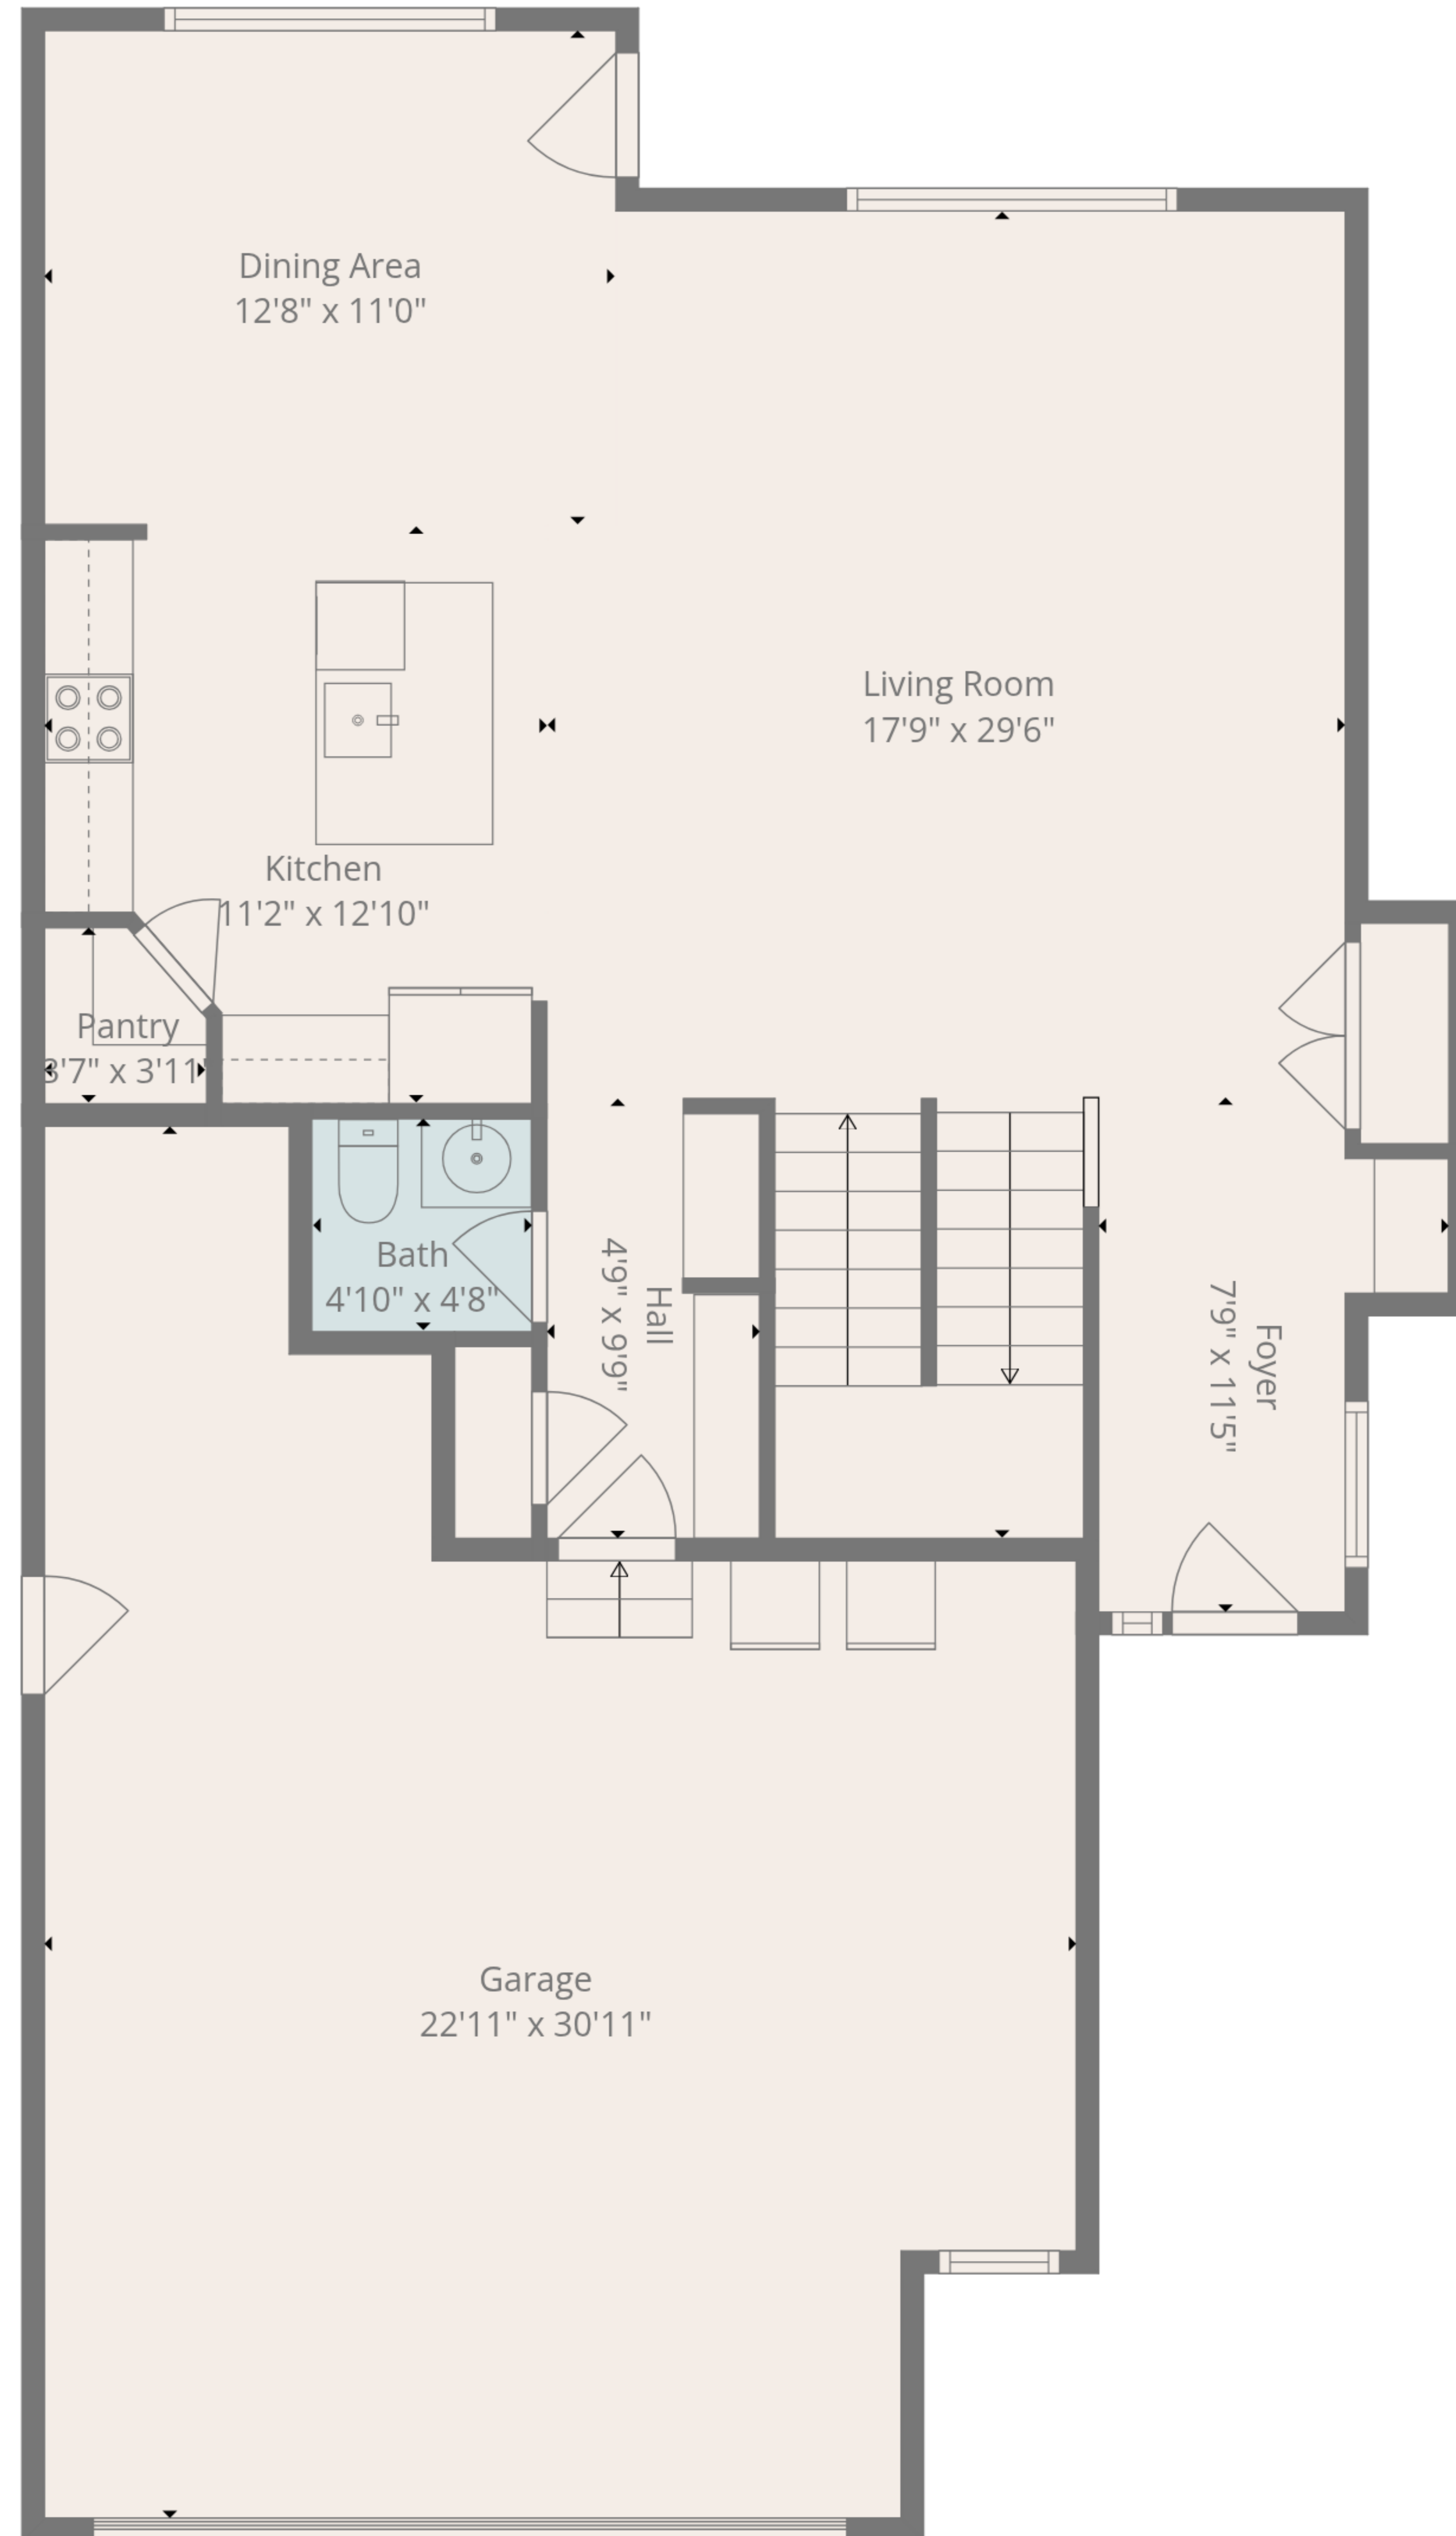 Dining Area
12'8" x 11'0"
Living Room
17'9" x 29'6"
Kitchen
11'2" x 12'10"
Pantry
3'7" x 3'11"
Bath
4'10" x 4'8"
Hall
4'9" x 9'9"
Foyer
7'9" x 11'5"
Garage
22'11" x 30'11"